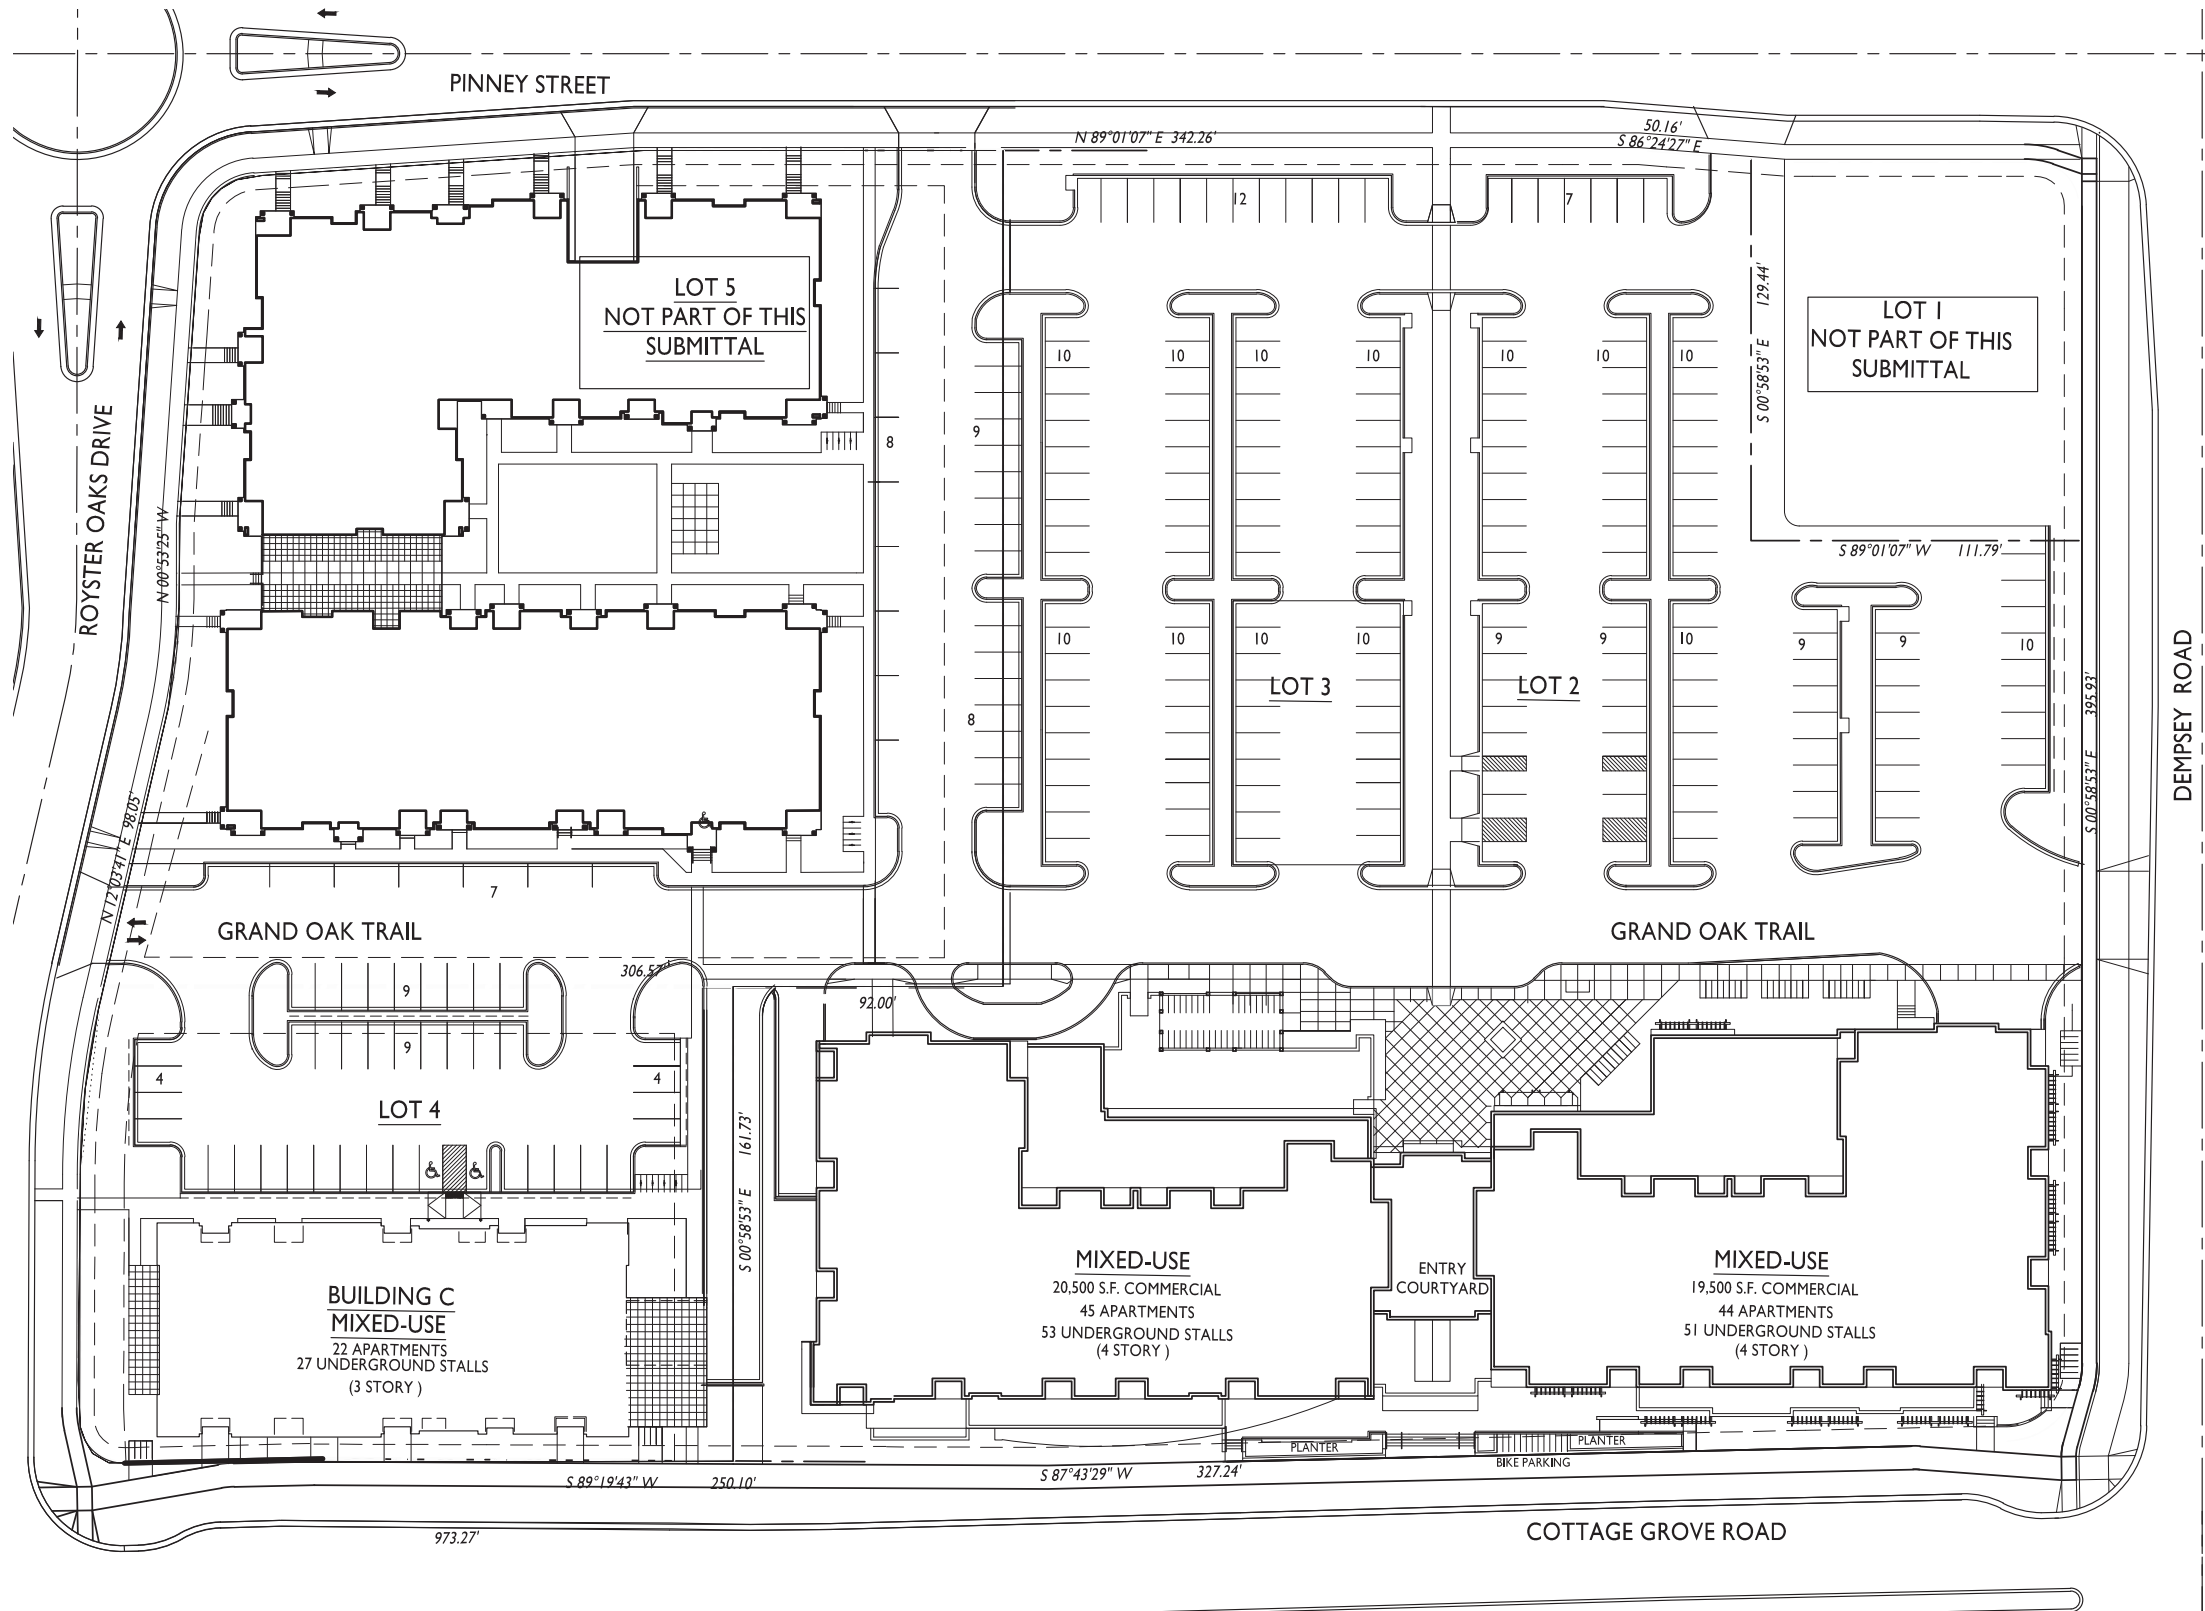 PINNEY STREET
N 89°01'07" E 342.26'
50.16'
S 86°24'27" E
12
7
LOT 5
NOT PART OF THIS
SUBMITTAL
S 00°58'53" E 129.44'
LOT 1
NOT PART OF THIS
SUBMITTAL
10
10
10
10
10
10
10
ROYSTER OAKS DRIVE
N 00°53'25" W
8
9
S 89°01'07" W 111.79'
10
10
10
10
9
9
10
9
9
10
LOT 3
LOT 2
8
S 00°58'53" E 395.93'
DEMPSEY ROAD
N 12°03'41" E 98.05'
7
GRAND OAK TRAIL
GRAND OAK TRAIL
306.57'
92.00'
9
9
4
4
LOT 4
S 00°58'53" E 161.73'
BUILDING C
MIXED-USE
22 APARTMENTS
27 UNDERGROUND STALLS
(3 STORY )
MIXED-USE
20,500 S.F. COMMERCIAL
45 APARTMENTS
53 UNDERGROUND STALLS
(4 STORY )
ENTRY
COURTYARD
MIXED-USE
19,500 S.F. COMMERCIAL
44 APARTMENTS
51 UNDERGROUND STALLS
(4 STORY )
PLANTER
PLANTER
BIKE PARKING
S 89°19'43" W 250.10'
S 87°43'29" W 327.24'
973.27'
COTTAGE GROVE ROAD